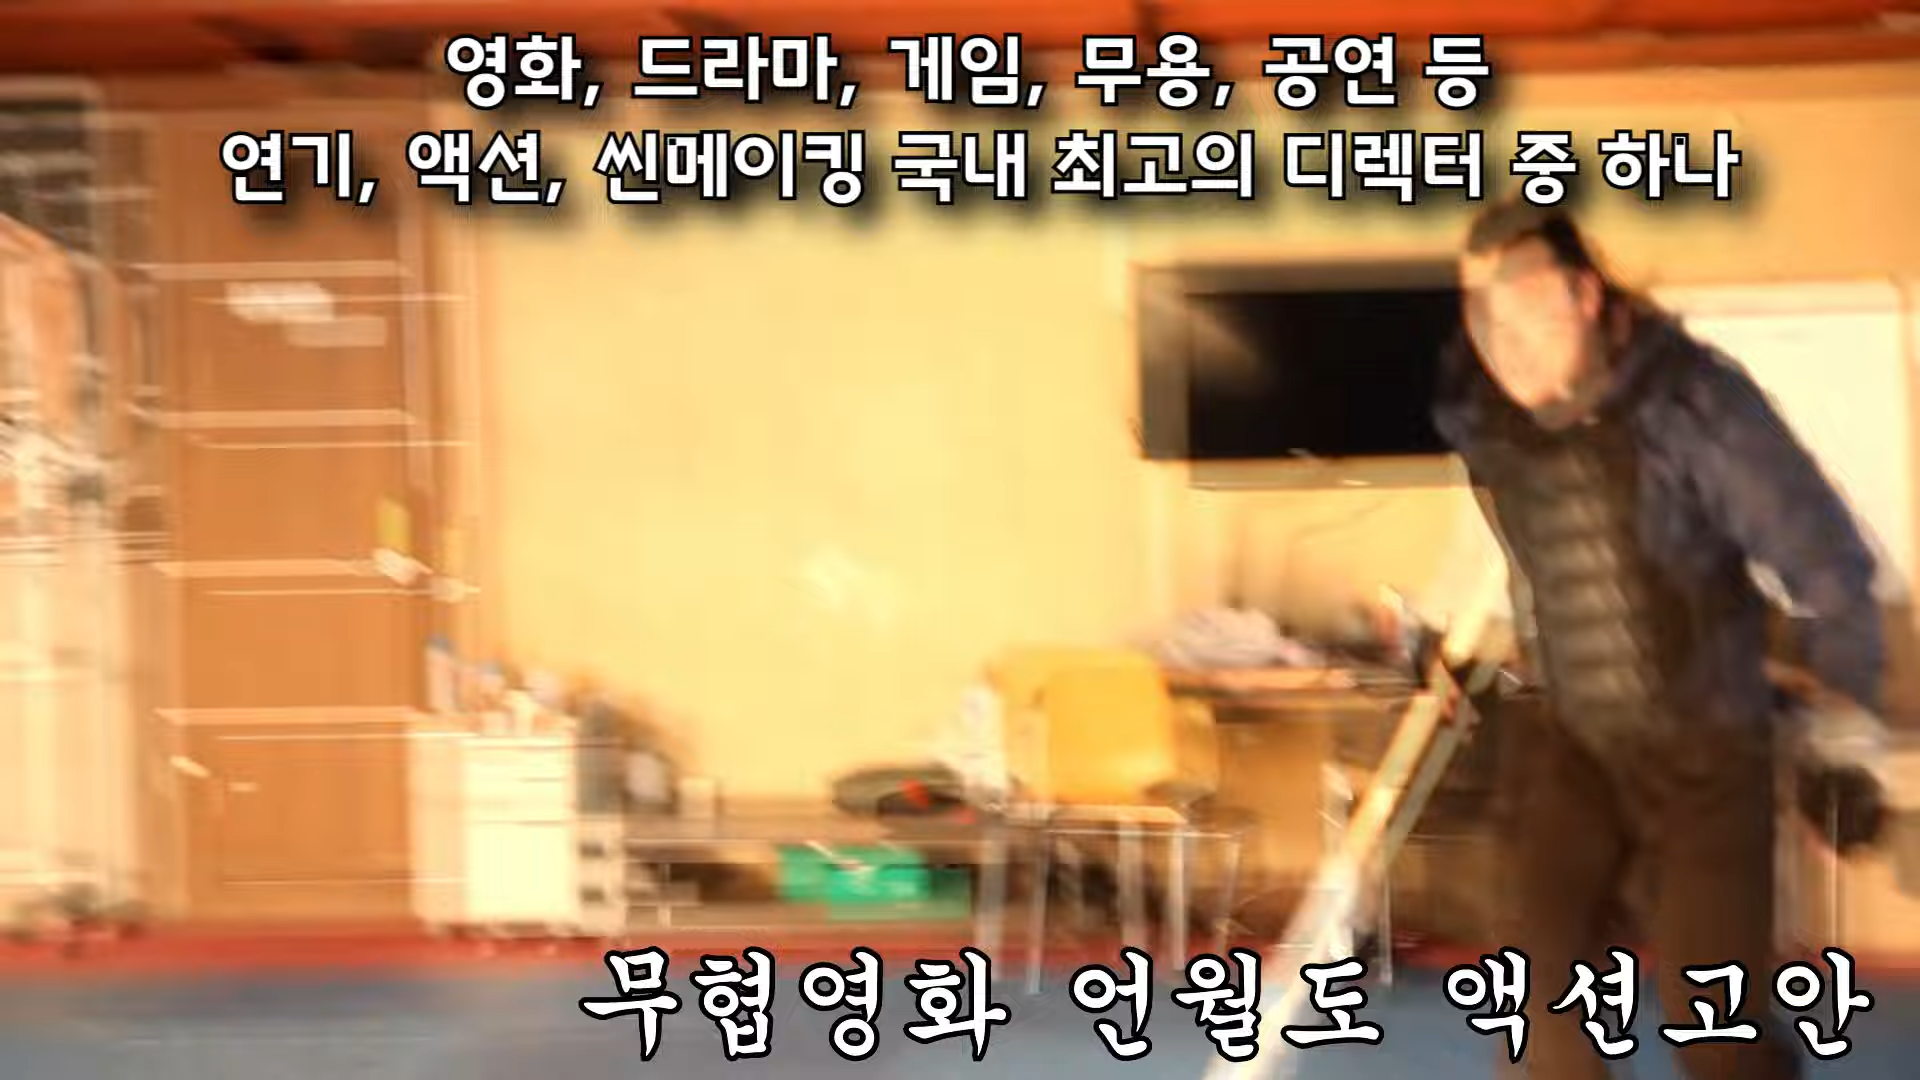 영화, 드라마, 게임, 무용, 공연 등
연기, 액션, 씬메이킹 국내 최고의 디렉터 중 하나
무협영화 언월도 액션고안